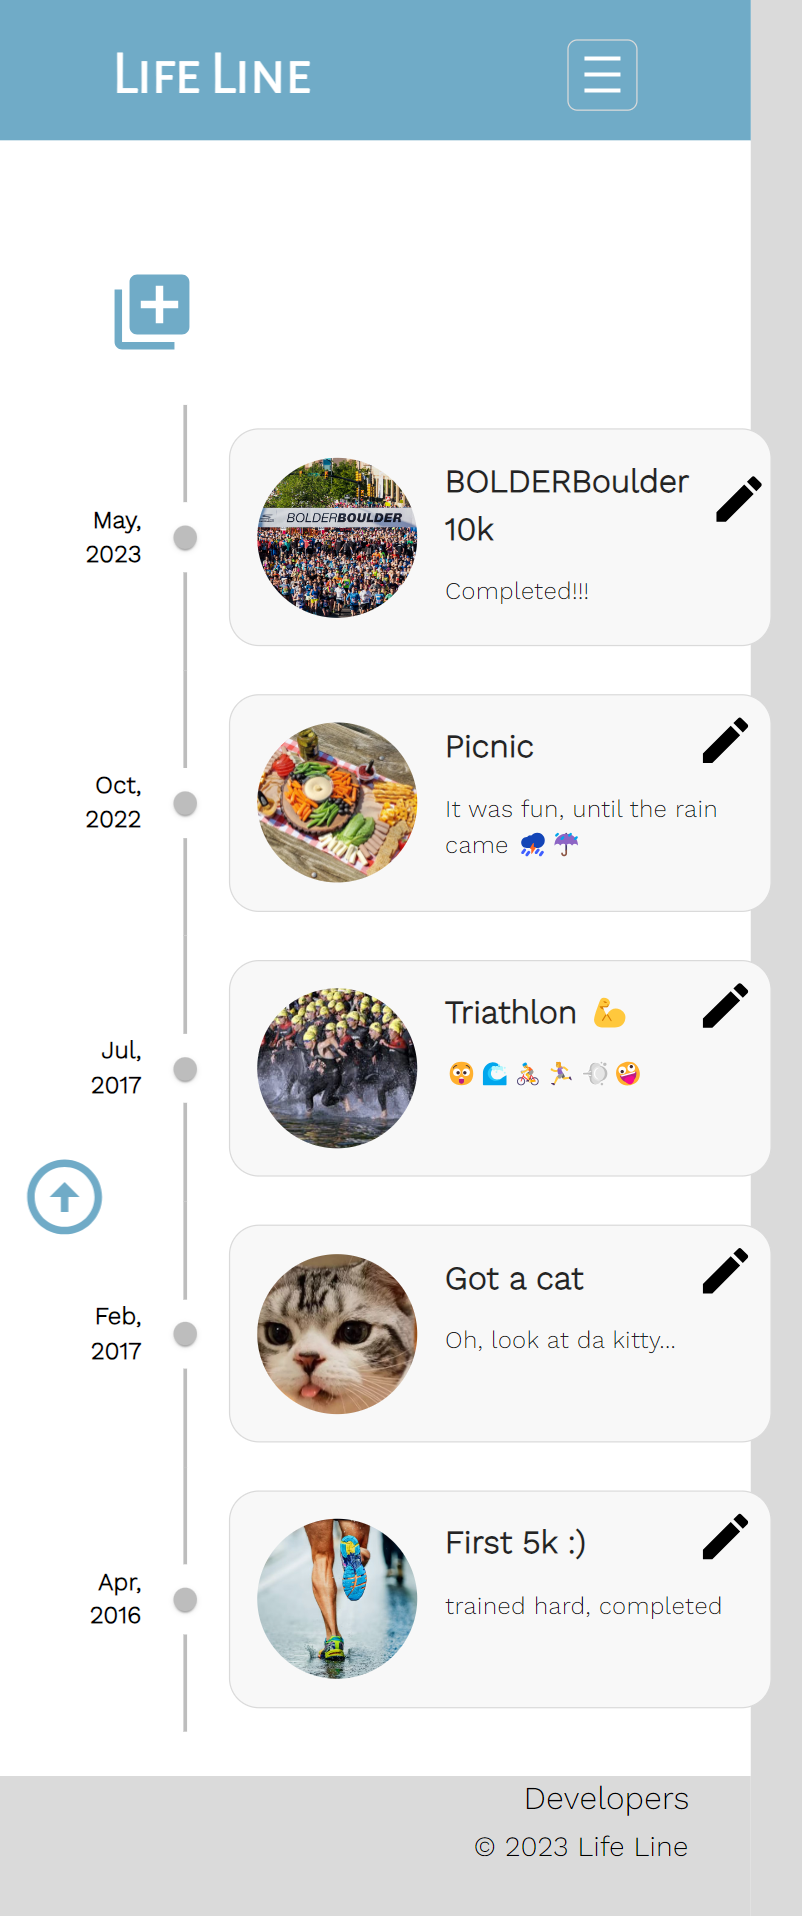 LIFE LINE
May,
2023
BOLDERBOULDER
BOLDERBoulder
10k
Completed!!!
Oct,
2022
Picnic
It was fun, until the rain
came ⛈️ ☂️
Jul,
2017
Triathlon 💪
😲 🌊 🚴 🏃 💨 🤪
Feb,
2017
Got a cat
Oh, look at da kitty...
Apr,
2016
First 5k :)
trained hard, completed
Developers
© 2023 Life Line